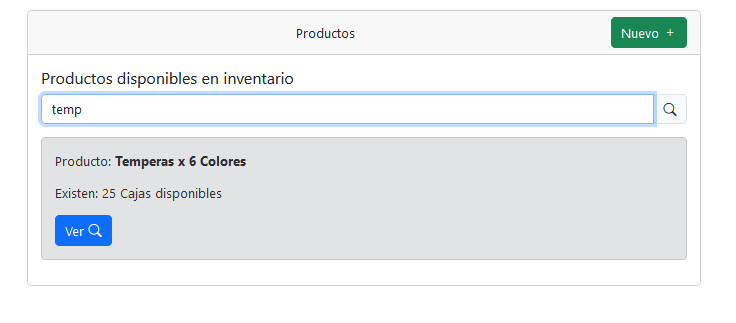 Productos
Nuevo +
Productos disponibles en inventario
temp
Producto: Temperas x 6 Colores
Existen: 25 Cajas disponibles
Ver